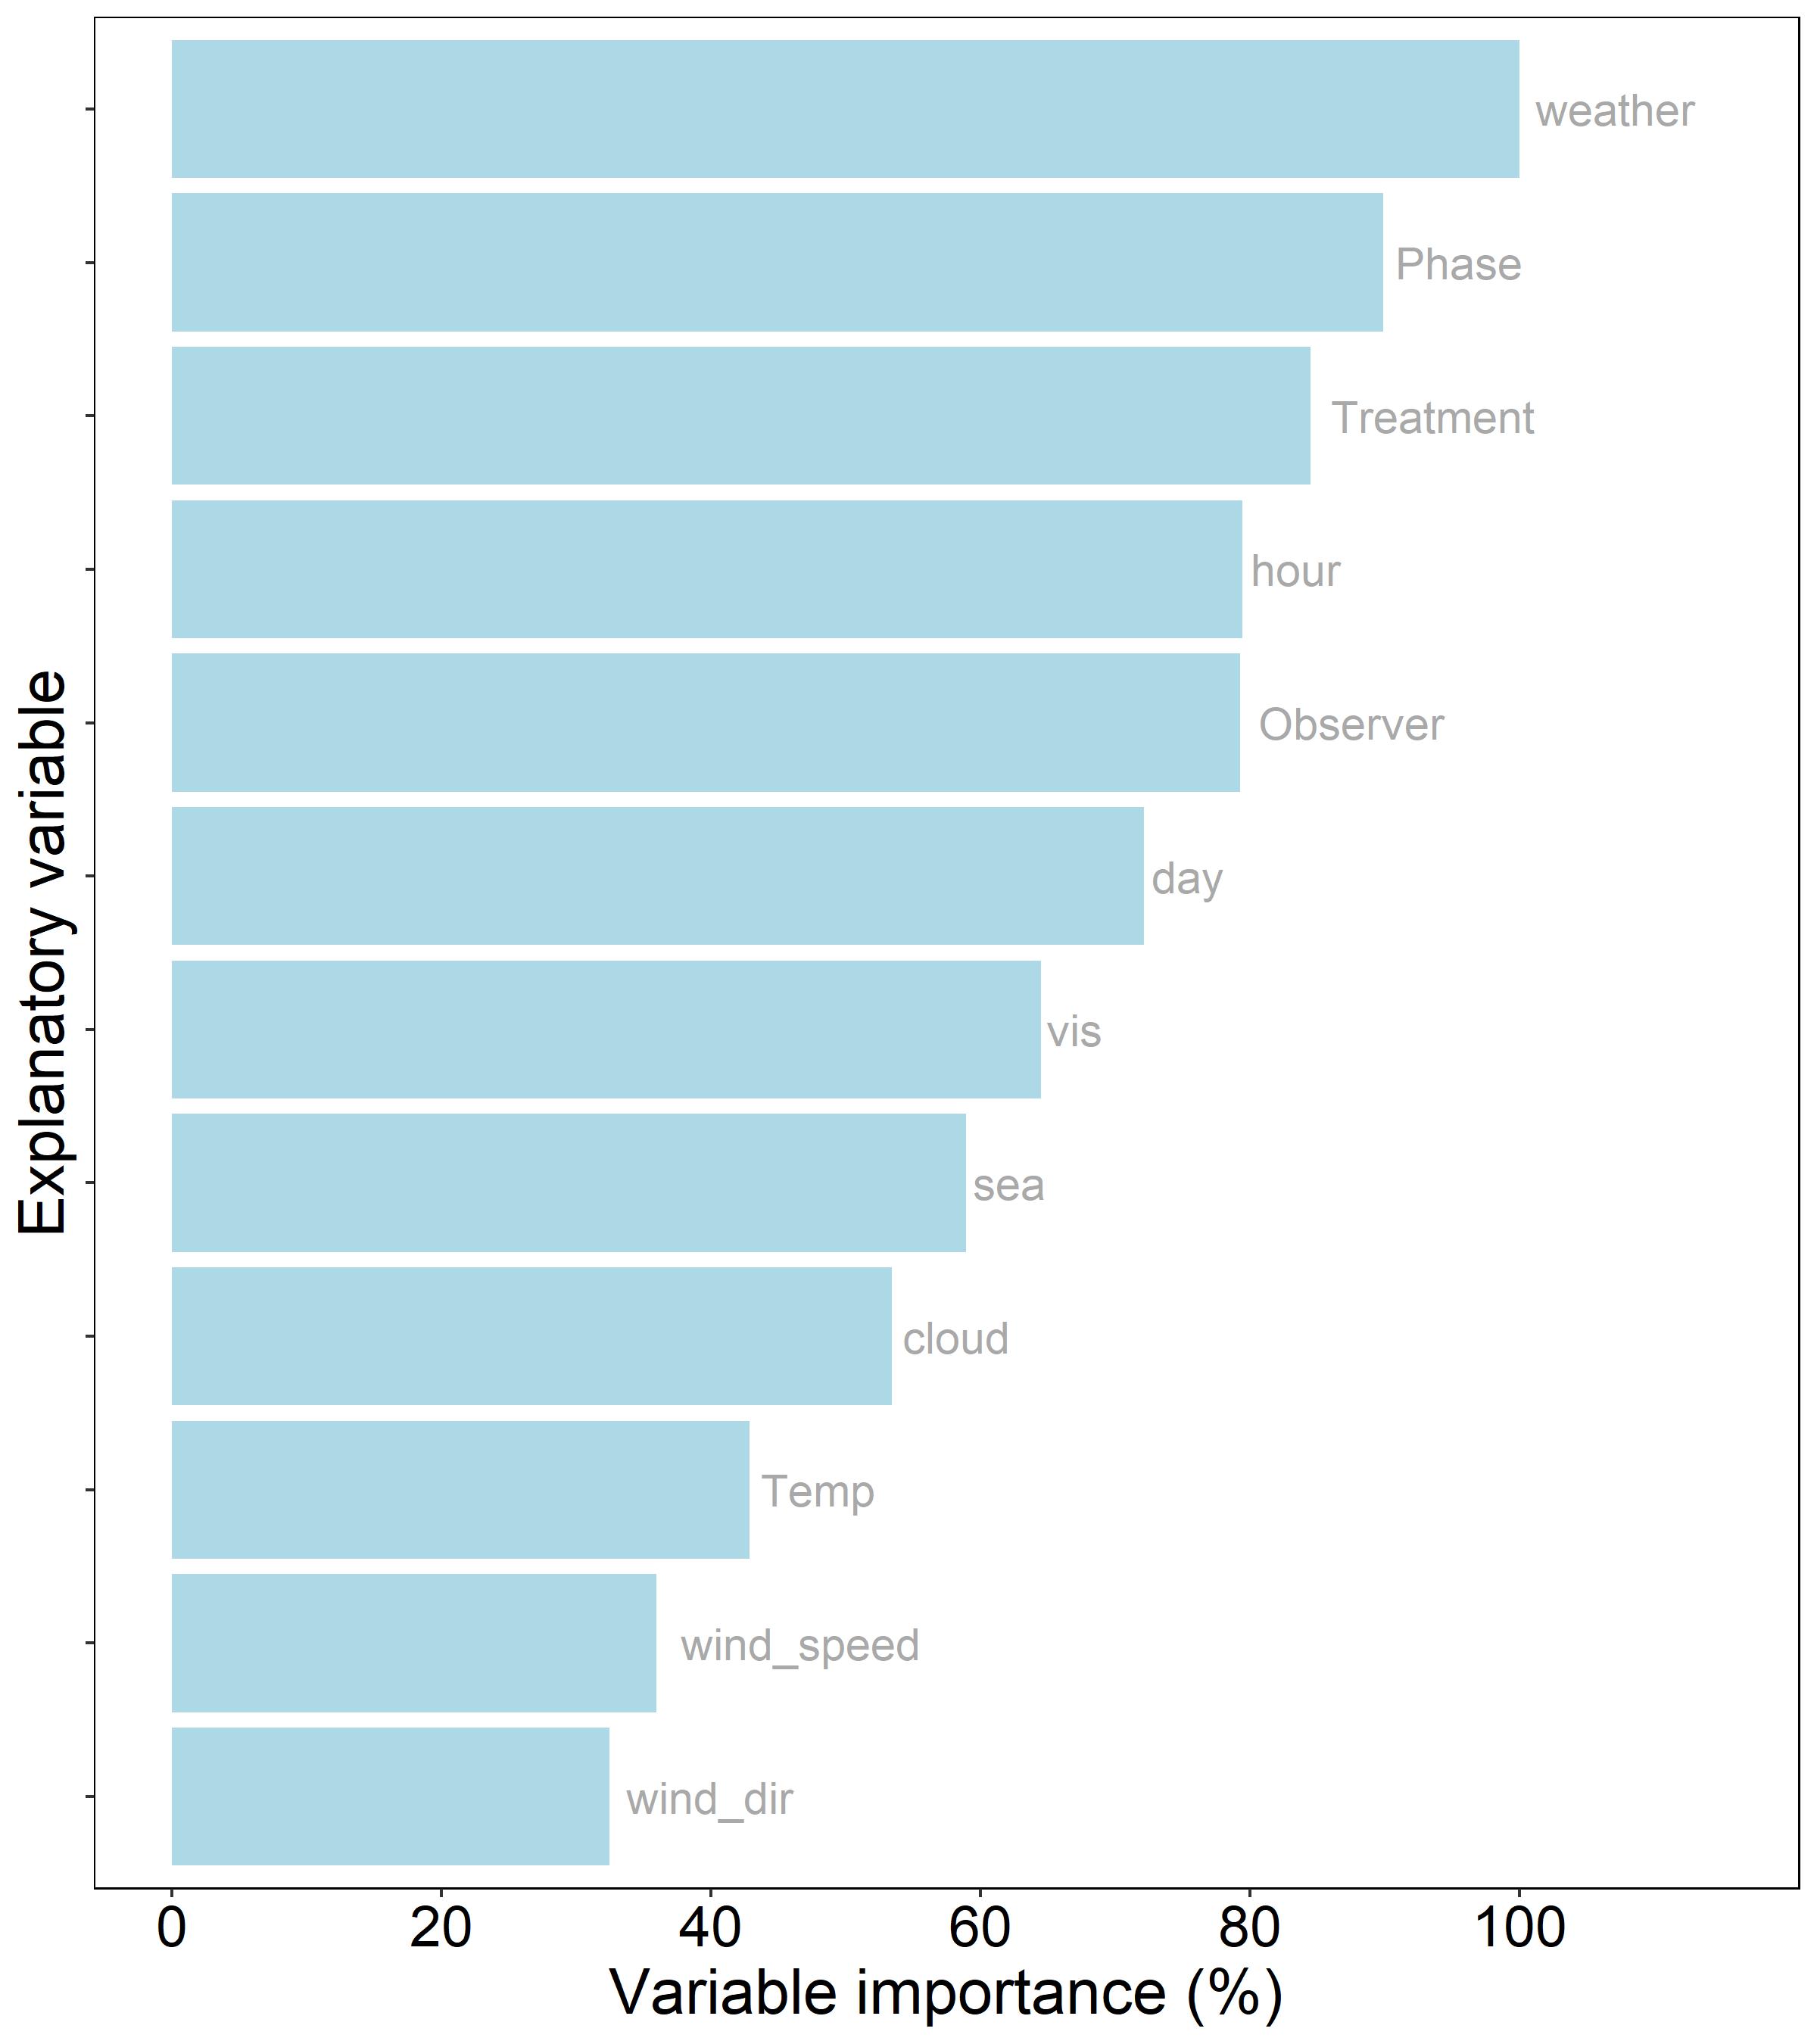 weather
Phase
Treatment
hour
Observer
day
vis
sea
cloud
Temp
wind_speed
wind_dir
Explanatory variable
0 20 40 60 80 100
Variable importance (%)